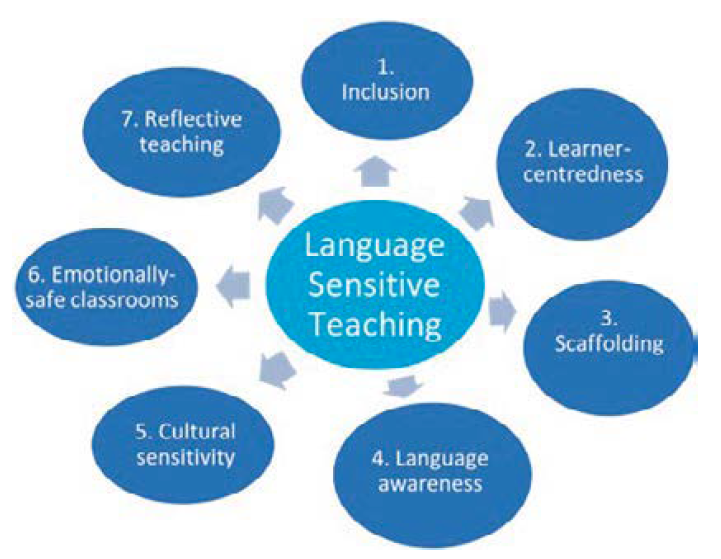 Language
Sensitive
Teaching
1.
Inclusion
2. Learner-
centredness
3.
Scaffolding
4. Language
awareness
5. Cultural
sensitivity
6. Emotionally-
safe classrooms
7. Reflective
teaching